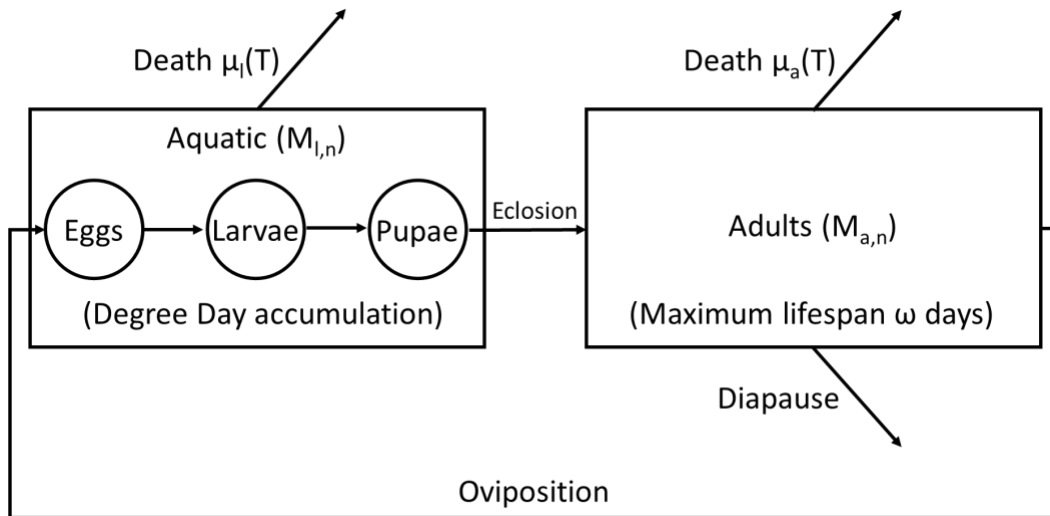 Death μₗ(T)
Death μₐ(T)
Aquatic (Mₗ,ₙ)
Eggs
Larvae
Pupae
Eclosion
Adults (Mₐ,ₙ)
(Degree Day accumulation)
(Maximum lifespan ω days)
Diapause
Oviposition